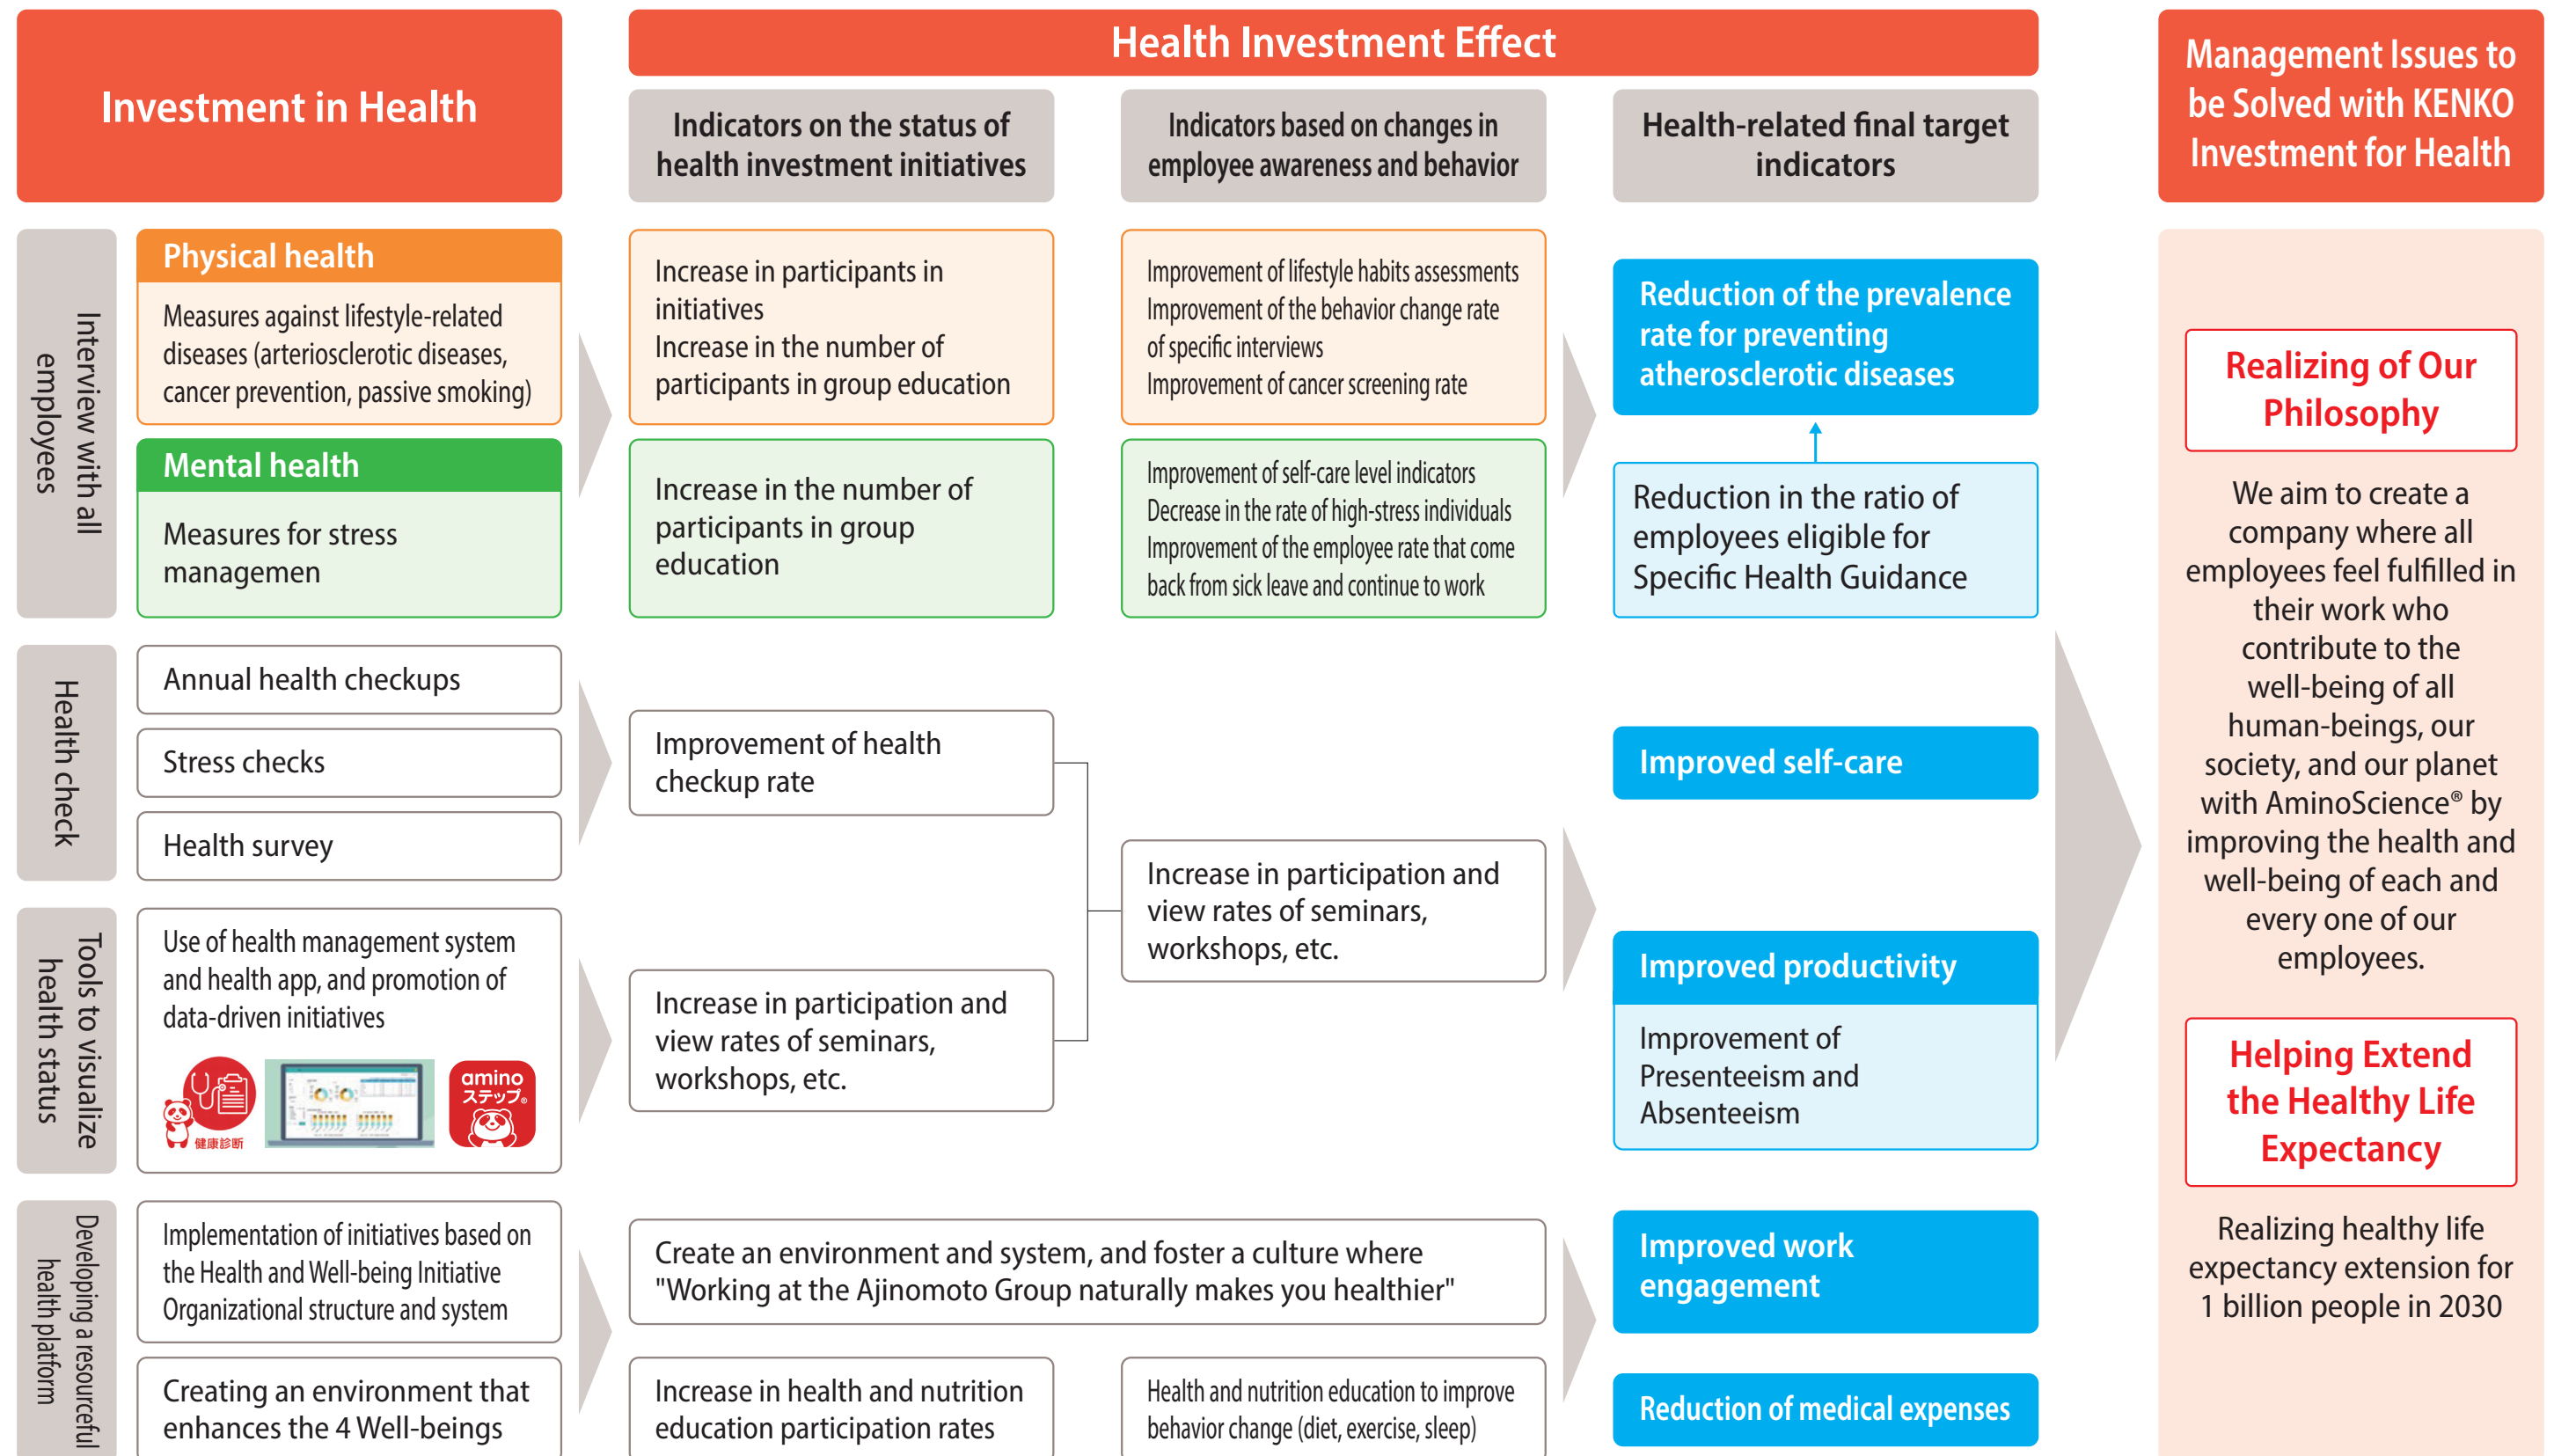 Investment in Health
Health Investment Effect
Indicators on the status of
health investment initiatives
Indicators based on changes in
employee awareness and behavior
Health-related final target
indicators
Management Issues to
be Solved with KENKO
Investment for Health
Interview with all
employees
Physical health
Measures against lifestyle-related
diseases (arteriosclerotic diseases,
cancer prevention, passive smoking)
Mental health
Measures for stress
managemen
Increase in participants in
initiatives
Increase in the number of
participants in group education
Increase in the number of
participants in group
education
Improvement of lifestyle habits assessments
Improvement of the behavior change rate
of specific interviews
Improvement of cancer screening rate
Improvement of self-care level indicators
Decrease in the rate of high-stress individuals
Improvement of the employee rate that come
back from sick leave and continue to work
Reduction of the prevalence
rate for preventing
atherosclerotic diseases
Reduction in the ratio of
employees eligible for
Specific Health Guidance
Health check
Annual health checkups
Stress checks
Health survey
Improvement of health
checkup rate
Tools to visualize
health status
Use of health management system
and health app, and promotion of
data-driven initiatives
健康診断
amino
ステップ®
Increase in participation and
view rates of seminars,
workshops, etc.
Increase in participation and
view rates of seminars,
workshops, etc.
Improved self-care
Improved productivity
Improvement of
Presenteeism and
Absenteeism
Developing a resourceful
health platform
Implementation of initiatives based on
the Health and Well-being Initiative
Organizational structure and system
Creating an environment that
enhances the 4 Well-beings
Create an environment and system, and foster a culture where
"Working at the Ajinomoto Group naturally makes you healthier"
Increase in health and nutrition
education participation rates
Health and nutrition education to improve
behavior change (diet, exercise, sleep)
Improved work
engagement
Reduction of medical expenses
Realizing of Our
Philosophy
We aim to create a
company where all
employees feel fulfilled in
their work who
contribute to the
well-being of all
human-beings, our
society, and our planet
with AminoScience® by
improving the health and
well-being of each and
every one of our
employees.
Helping Extend
the Healthy Life
Expectancy
Realizing healthy life
expectancy extension for
1 billion people in 2030